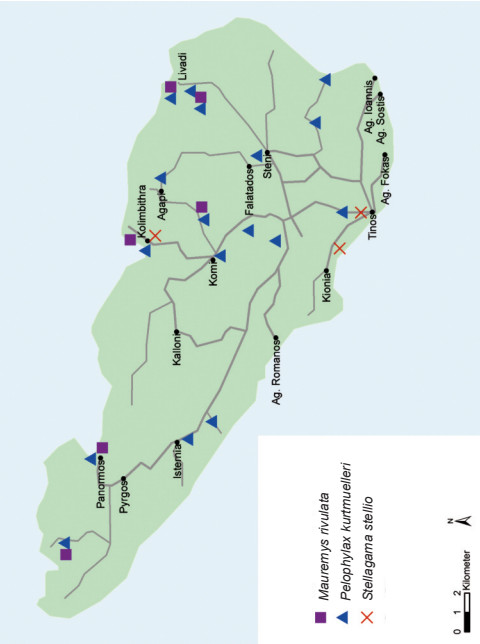 Livadi
Ag. Ioannis
Ag. Sostis
Steni
Ag. Fokas
Falatados
Agapi
Kolimbithra
Tinos
Komi
Kionia
Kalloni
Ag. Romanos
Isternia
Panormos
Pyrgos
Mauremys rivulata
Pelophylax kurtmuelleri
Stellagama stellio
N
0 1 2
Kilometer